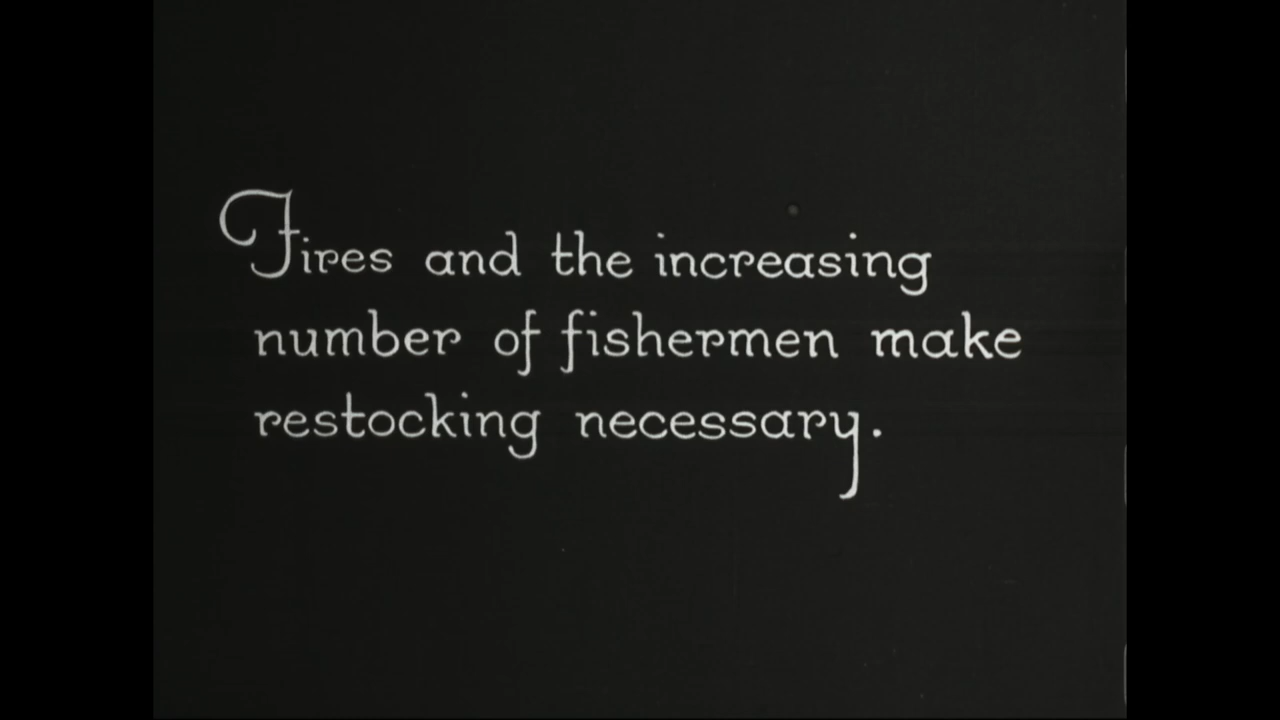 Fires and the increasing
number of fishermen make
restocking necessary.